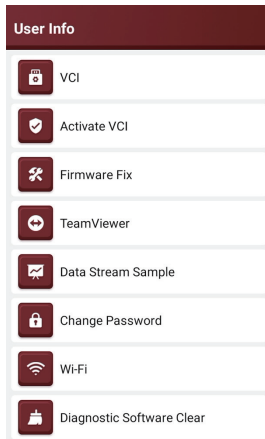 User Info
VCI
Activate VCI
Firmware Fix
TeamViewer
Data Stream Sample
Change Password
Wi-Fi
Diagnostic Software Clear